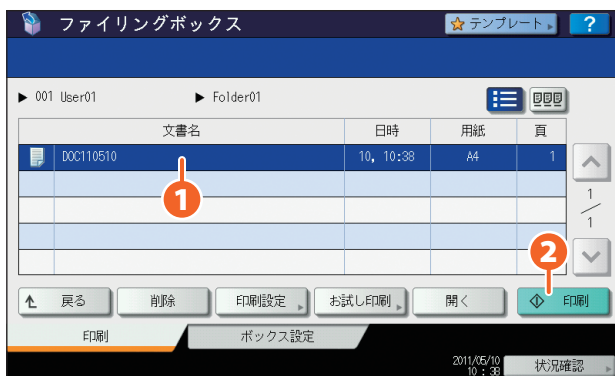 ファイリングボックス
テンプレート
?
▶ 001 User01 ▶ Folder01
文書名 日時 用紙 頁
DOC110510 10, 10:38 A4 1
1
1
/
1
2
戻る 削除 印刷設定 お試し印刷 開く 印刷
印刷 ボックス設定
2011/05/10
10 : 38
状況確認